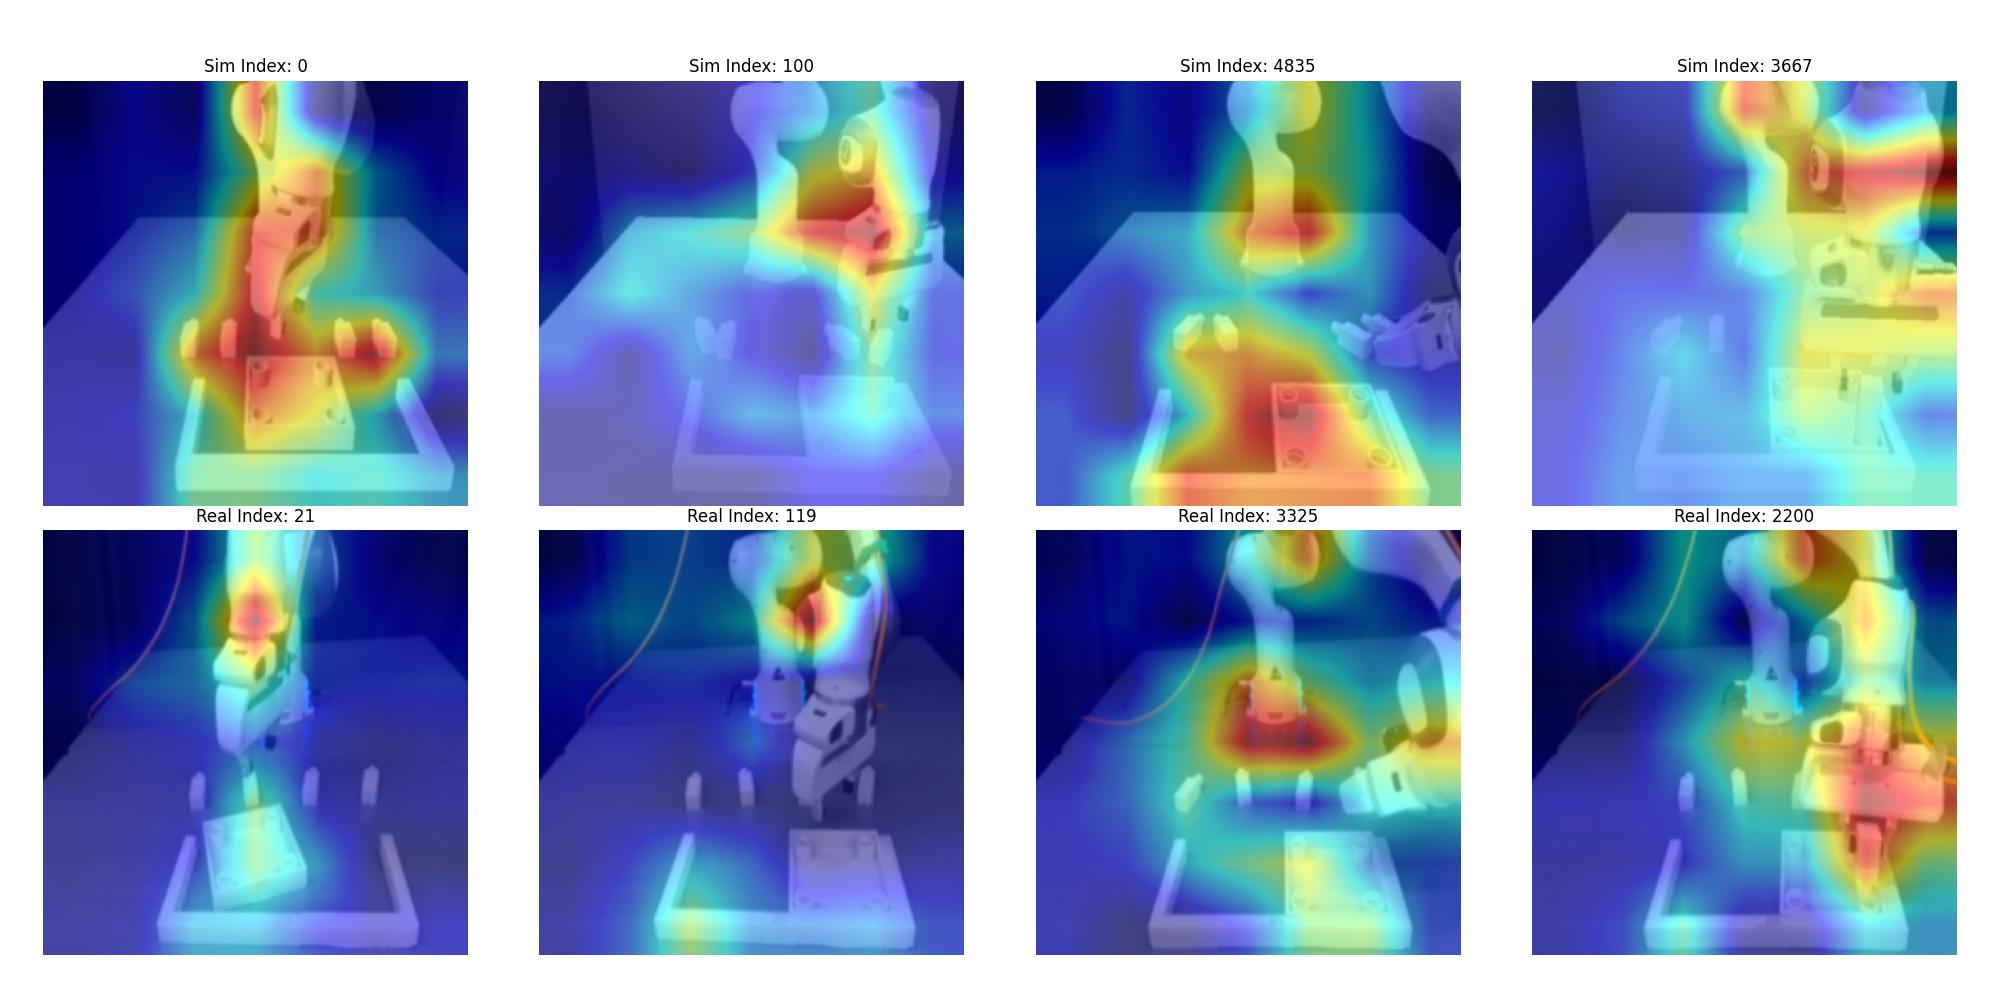 Sim Index: 0
Sim Index: 100
Sim Index: 4835
Sim Index: 3667
Real Index: 21
Real Index: 119
Real Index: 3325
Real Index: 2200